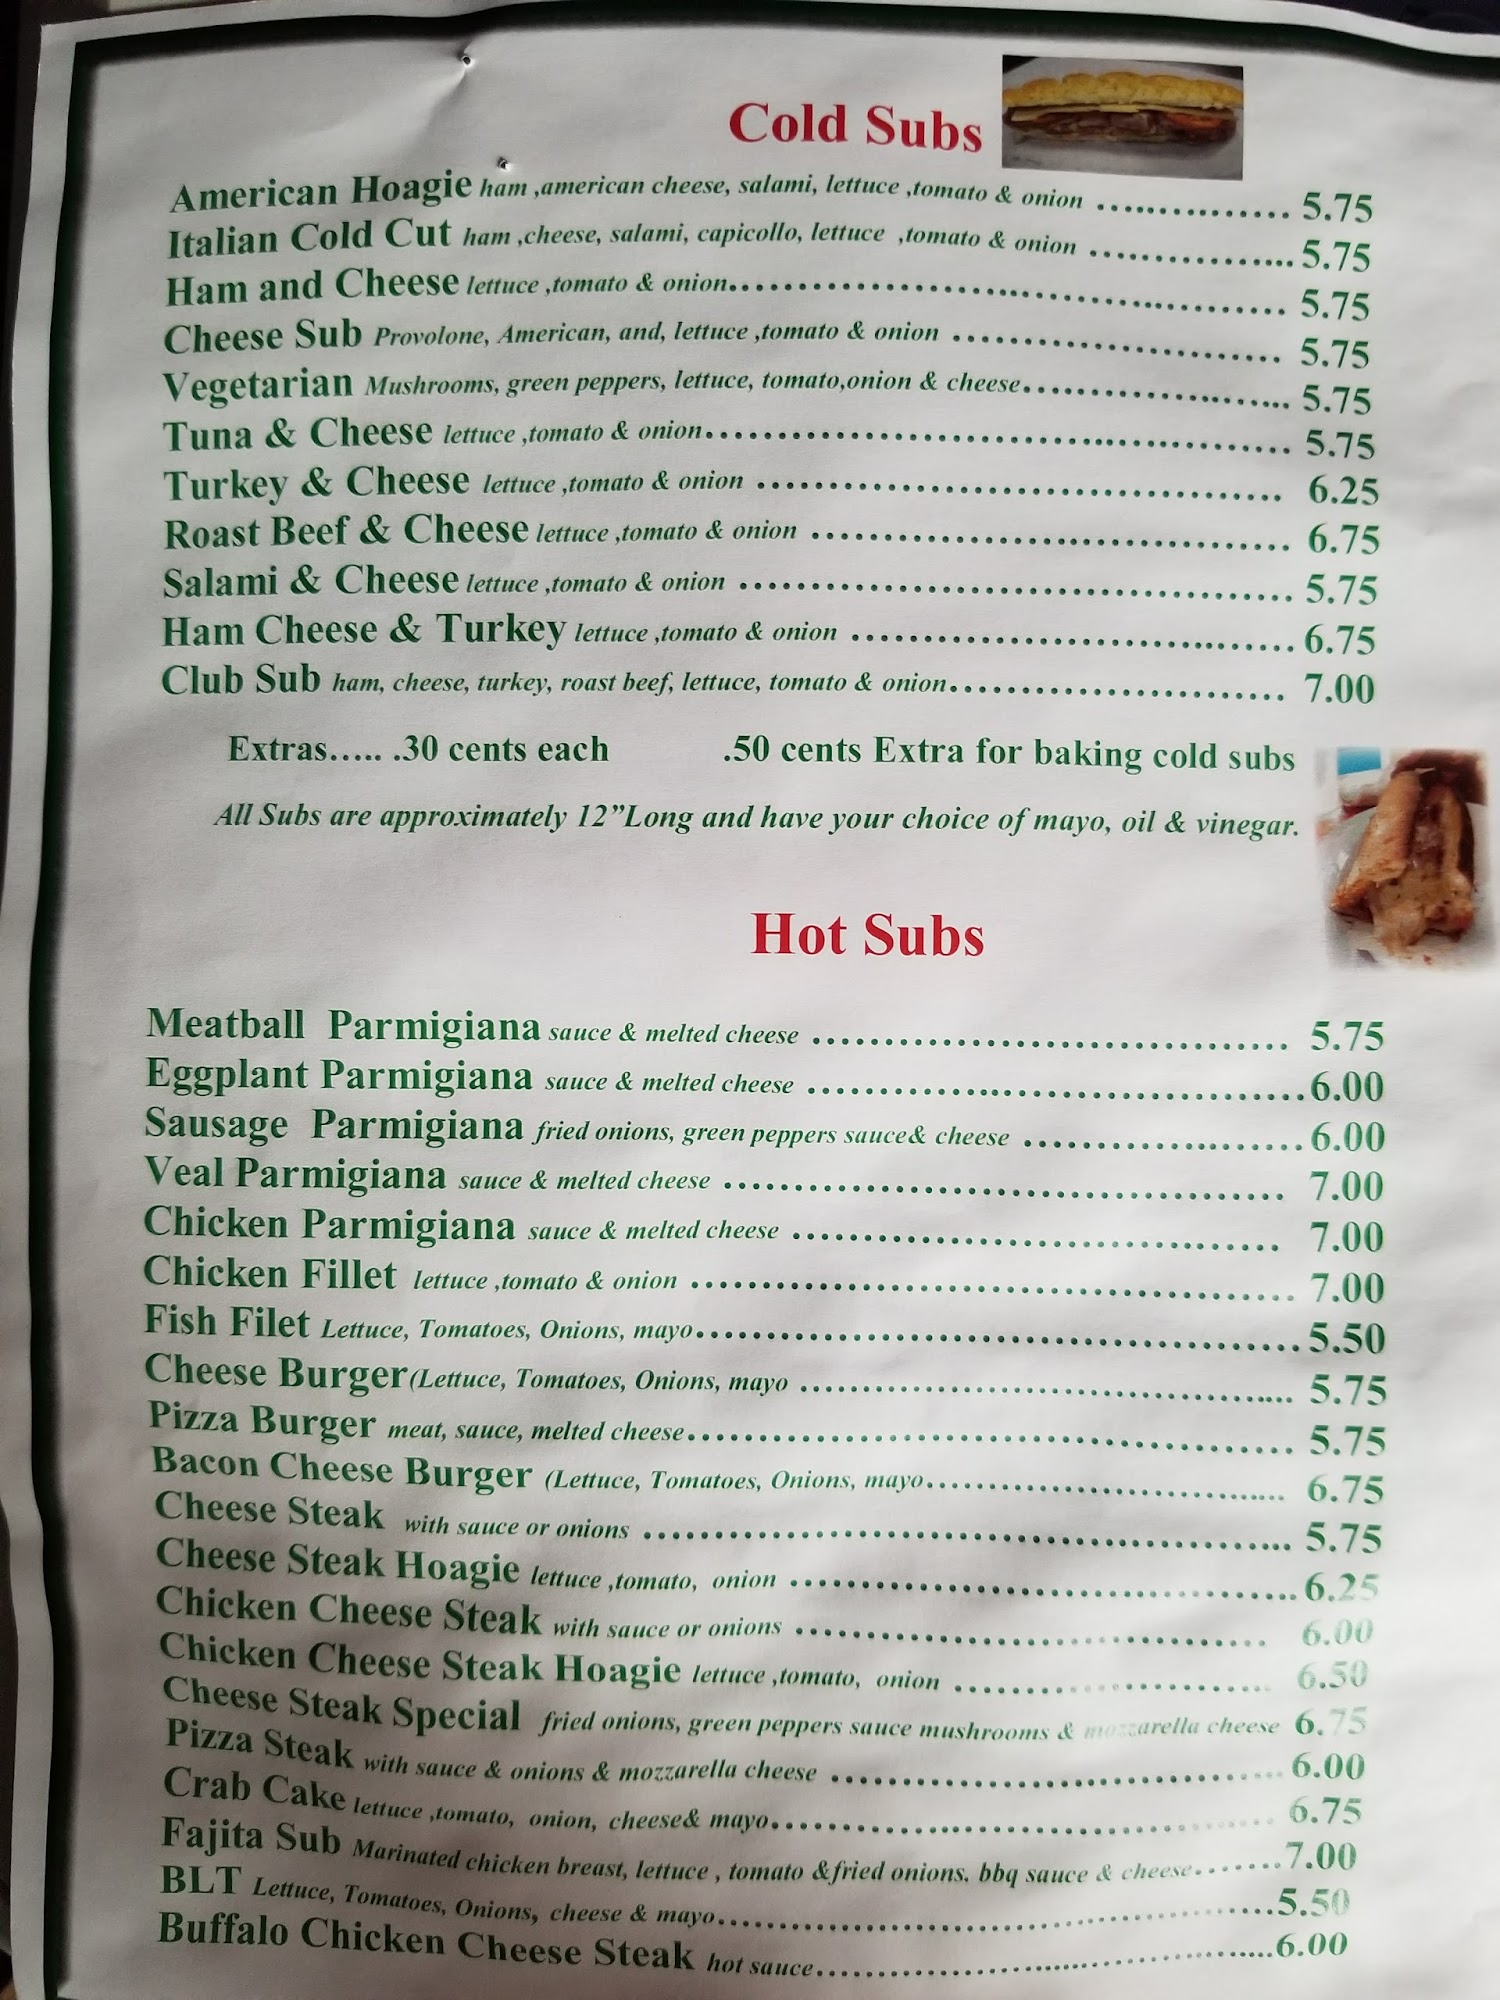 Cold Subs
American Hoagie ham ,american cheese, salami, lettuce ,tomato & onion .................. 5.75
Italian Cold Cut ham ,cheese, salami, capicollo, lettuce ,tomato & onion .................. 5.75
Ham and Cheese lettuce ,tomato & onion.................. 5.75
Cheese Sub Provolone, American, and, lettuce ,tomato & onion .................. 5.75
Vegetarian Mushrooms, green peppers, lettuce, tomato,onion & cheese.................. 5.75
Tuna & Cheese lettuce ,tomato & onion.................. 5.75
Turkey & Cheese lettuce ,tomato & onion .................. 6.25
Roast Beef & Cheese lettuce ,tomato & onion .................. 6.75
Salami & Cheese lettuce ,tomato & onion .................. 5.75
Ham Cheese & Turkey lettuce ,tomato & onion .................. 6.75
Club Sub ham, cheese, turkey, roast beef, lettuce, tomato & onion.................. 7.00
Extras..... .30 cents each .50 cents Extra for baking cold subs
All Subs are approximately 12”Long and have your choice of mayo, oil & vinegar.
Hot Subs
Meatball Parmigiana sauce & melted cheese .................. 5.75
Eggplant Parmigiana sauce & melted cheese ..................6.00
Sausage Parmigiana fried onions, green peppers sauce& cheese ..................6.00
Veal Parmigiana sauce & melted cheese .................. 7.00
Chicken Parmigiana sauce & melted cheese .................. 7.00
Chicken Fillet lettuce ,tomato & onion .................. 7.00
Fish Filet Lettuce, Tomatoes, Onions, mayo..................5.50
Cheese Burger(Lettuce, Tomatoes, Onions, mayo .................. 5.75
Pizza Burger meat, sauce, melted cheese.................. 5.75
Bacon Cheese Burger (Lettuce, Tomatoes, Onions, mayo.................. 6.75
Cheese Steak with sauce or onions .................. 5.75
Cheese Steak Hoagie lettuce ,tomato, onion ..................6.25
Chicken Cheese Steak with sauce or onions .................. 6.00
Chicken Cheese Steak Hoagie lettuce ,tomato, onion .................. 6.50
Cheese Steak Special fried onions, green peppers sauce mushrooms & mozzarella cheese 6.75
Pizza Steak with sauce & onions & mozzarella cheese ..................6.00
Crab Cake lettuce ,tomato, onion, cheese& mayo.................. 6.75
Fajita Sub Marinated chicken breast, lettuce , tomato &fried onions. bbq sauce & cheese.......7.00
BLT Lettuce, Tomatoes, Onions, cheese & mayo..................5.50
Buffalo Chicken Cheese Steak hot sauce..................6.00